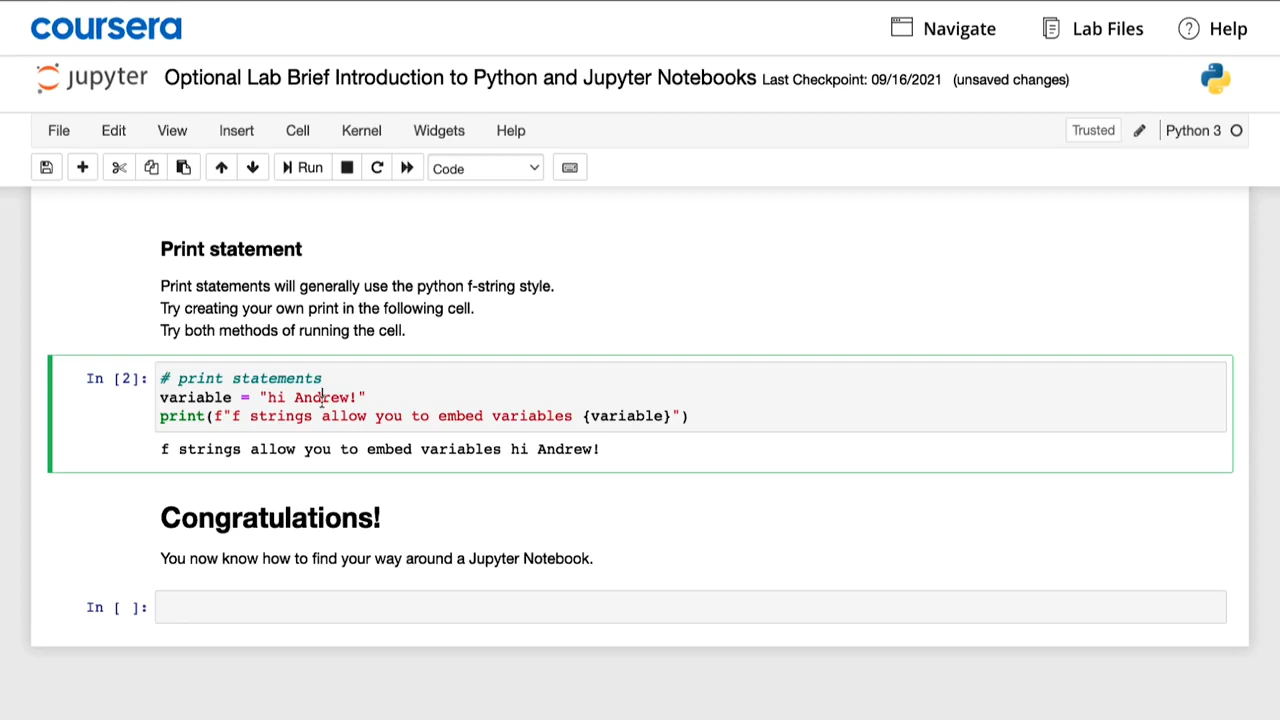 coursera Navigate Lab Files Help
jupyter Optional Lab Brief Introduction to Python and Jupyter Notebooks Last Checkpoint: 09/16/2021 (unsaved changes)
File Edit View Insert Cell Kernel Widgets Help Trusted Python 3
Run Code
Print statement
Print statements will generally use the python f-string style.
Try creating your own print in the following cell.
Try both methods of running the cell.
In [2]: # print statements
variable = "hi Andrew!"
print(f"f strings allow you to embed variables {variable}")
f strings allow you to embed variables hi Andrew!
Congratulations!
You now know how to find your way around a Jupyter Notebook.
In [ ]: